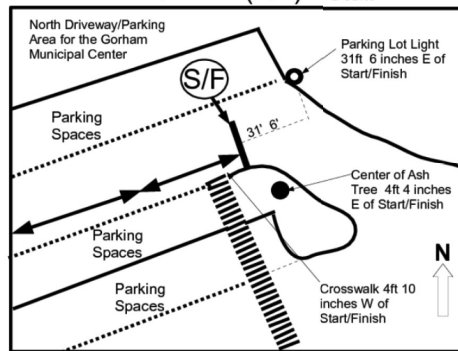 North Driveway/Parking
Area for the Gorham
Municipal Center
Parking Lot Light
31ft 6 inches E of
Start/Finish
S/F
Parking
Spaces
31' 6'
Center of Ash
Tree 4ft 4 inches
E of Start/Finish
Parking
Spaces
N
Parking
Spaces
Crosswalk 4ft 10
inches W of
Start/Finish